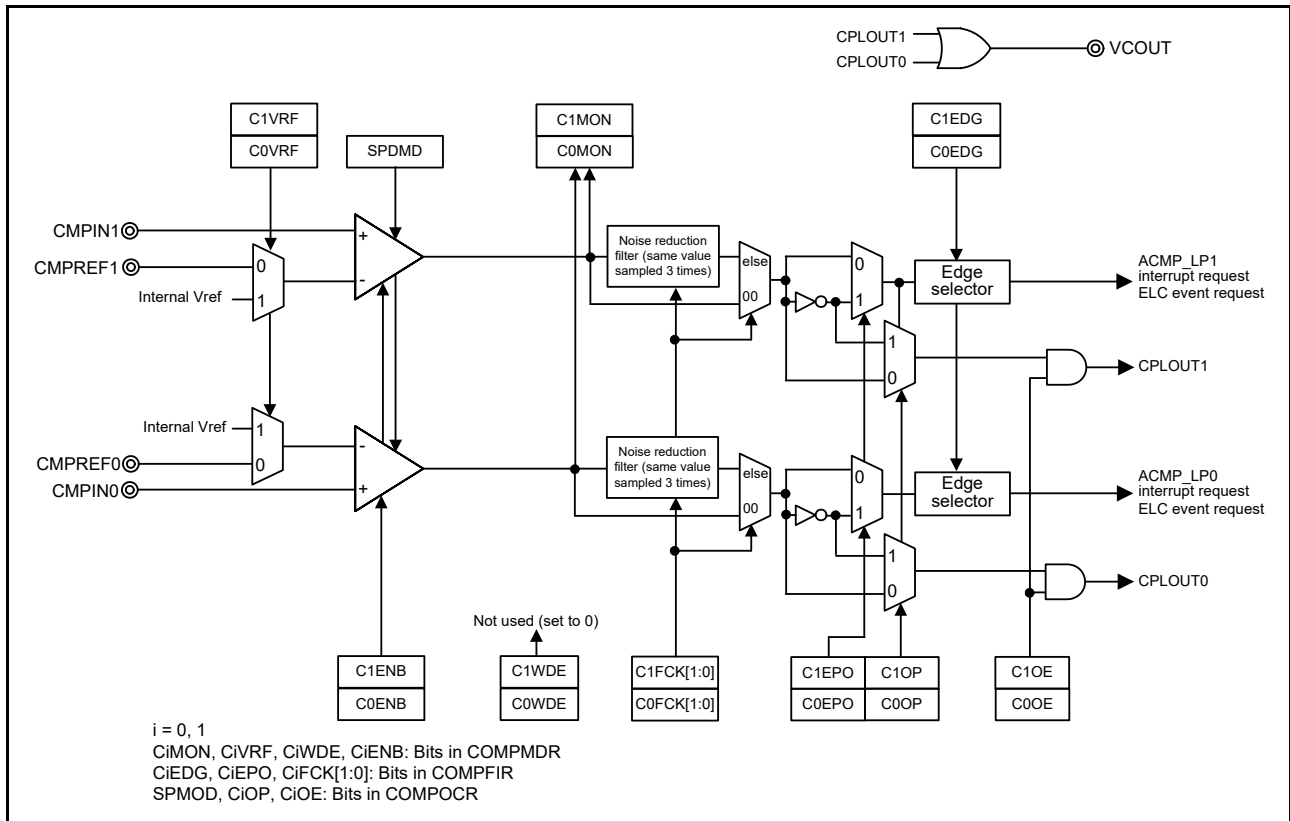 CPLOUT1
CPLOUT0
VCOUT
C1VRF
C0VRF
SPDMD
C1MON
C0MON
C1EDG
C0EDG
CMPIN1
+
CMPREF1
0
-
Internal Vref
1
Noise reduction
filter (same value
sampled 3 times)
else
00
0
1
Edge
selector
ACMP_LP1
interrupt request
ELC event request
1
0
CPLOUT1
Internal Vref
1
-
CMPREF0
0
CMPIN0
+
Noise reduction
filter (same value
sampled 3 times)
else
00
0
1
Edge
selector
ACMP_LP0
interrupt request
ELC event request
1
0
CPLOUT0
Not used (set to 0)
C1ENB
C0ENB
C1WDE
C0WDE
C1FCK[1:0]
C0FCK[1:0]
C1EPO
C1OP
C0EPO
C0OP
C1OE
C0OE
i = 0, 1
CiMON, CiVRF, CiWDE, CiENB: Bits in COMPMDR
CiEDG, CiEPO, CiFCK[1:0]: Bits in COMPFIR
SPMOD, CiOP, CiOE: Bits in COMPOCR